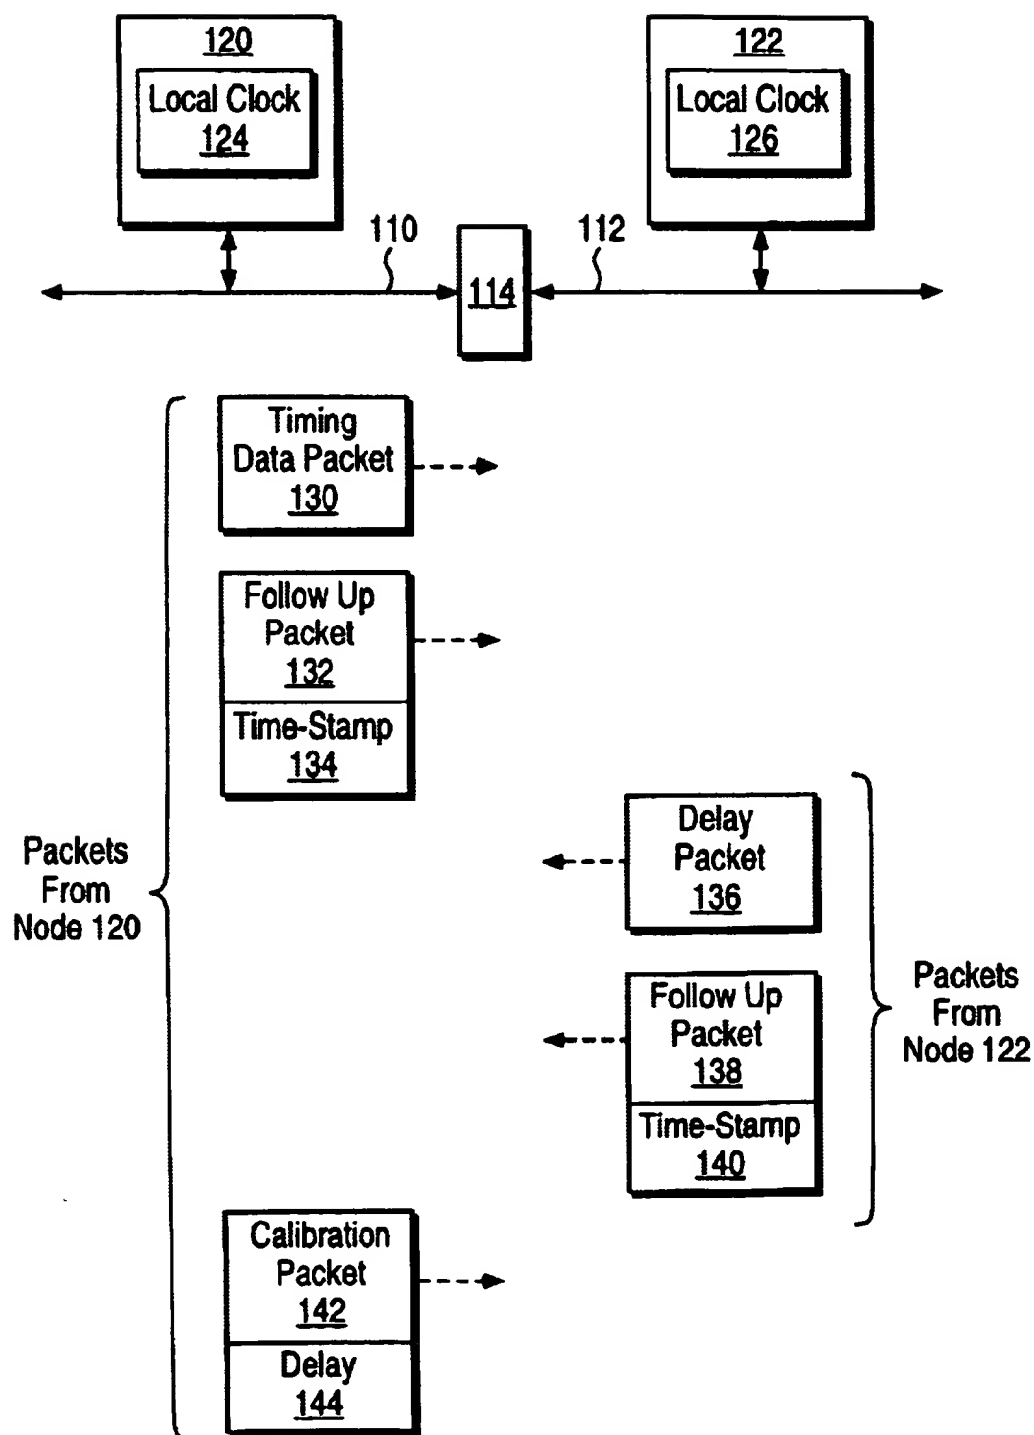 120
Local Clock
124
122
Local Clock
126
110
114
112
Timing
Data Packet
130
Follow Up
Packet
132
Time-Stamp
134
Packets
From
Node 120
Delay
Packet
136
Follow Up
Packet
138
Time-Stamp
140
Packets
From
Node 122
Calibration
Packet
142
Delay
144